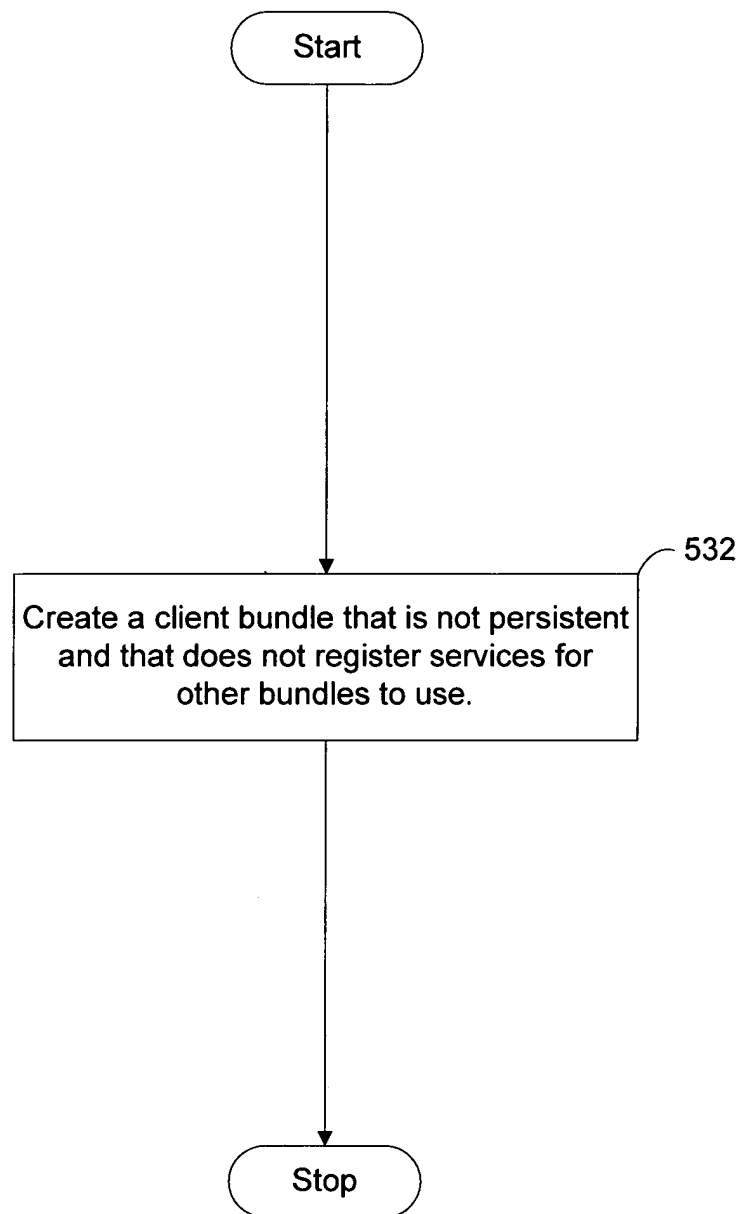 Start
532
Create a client bundle that is not persistent
and that does not register services for
other bundles to use.
Stop